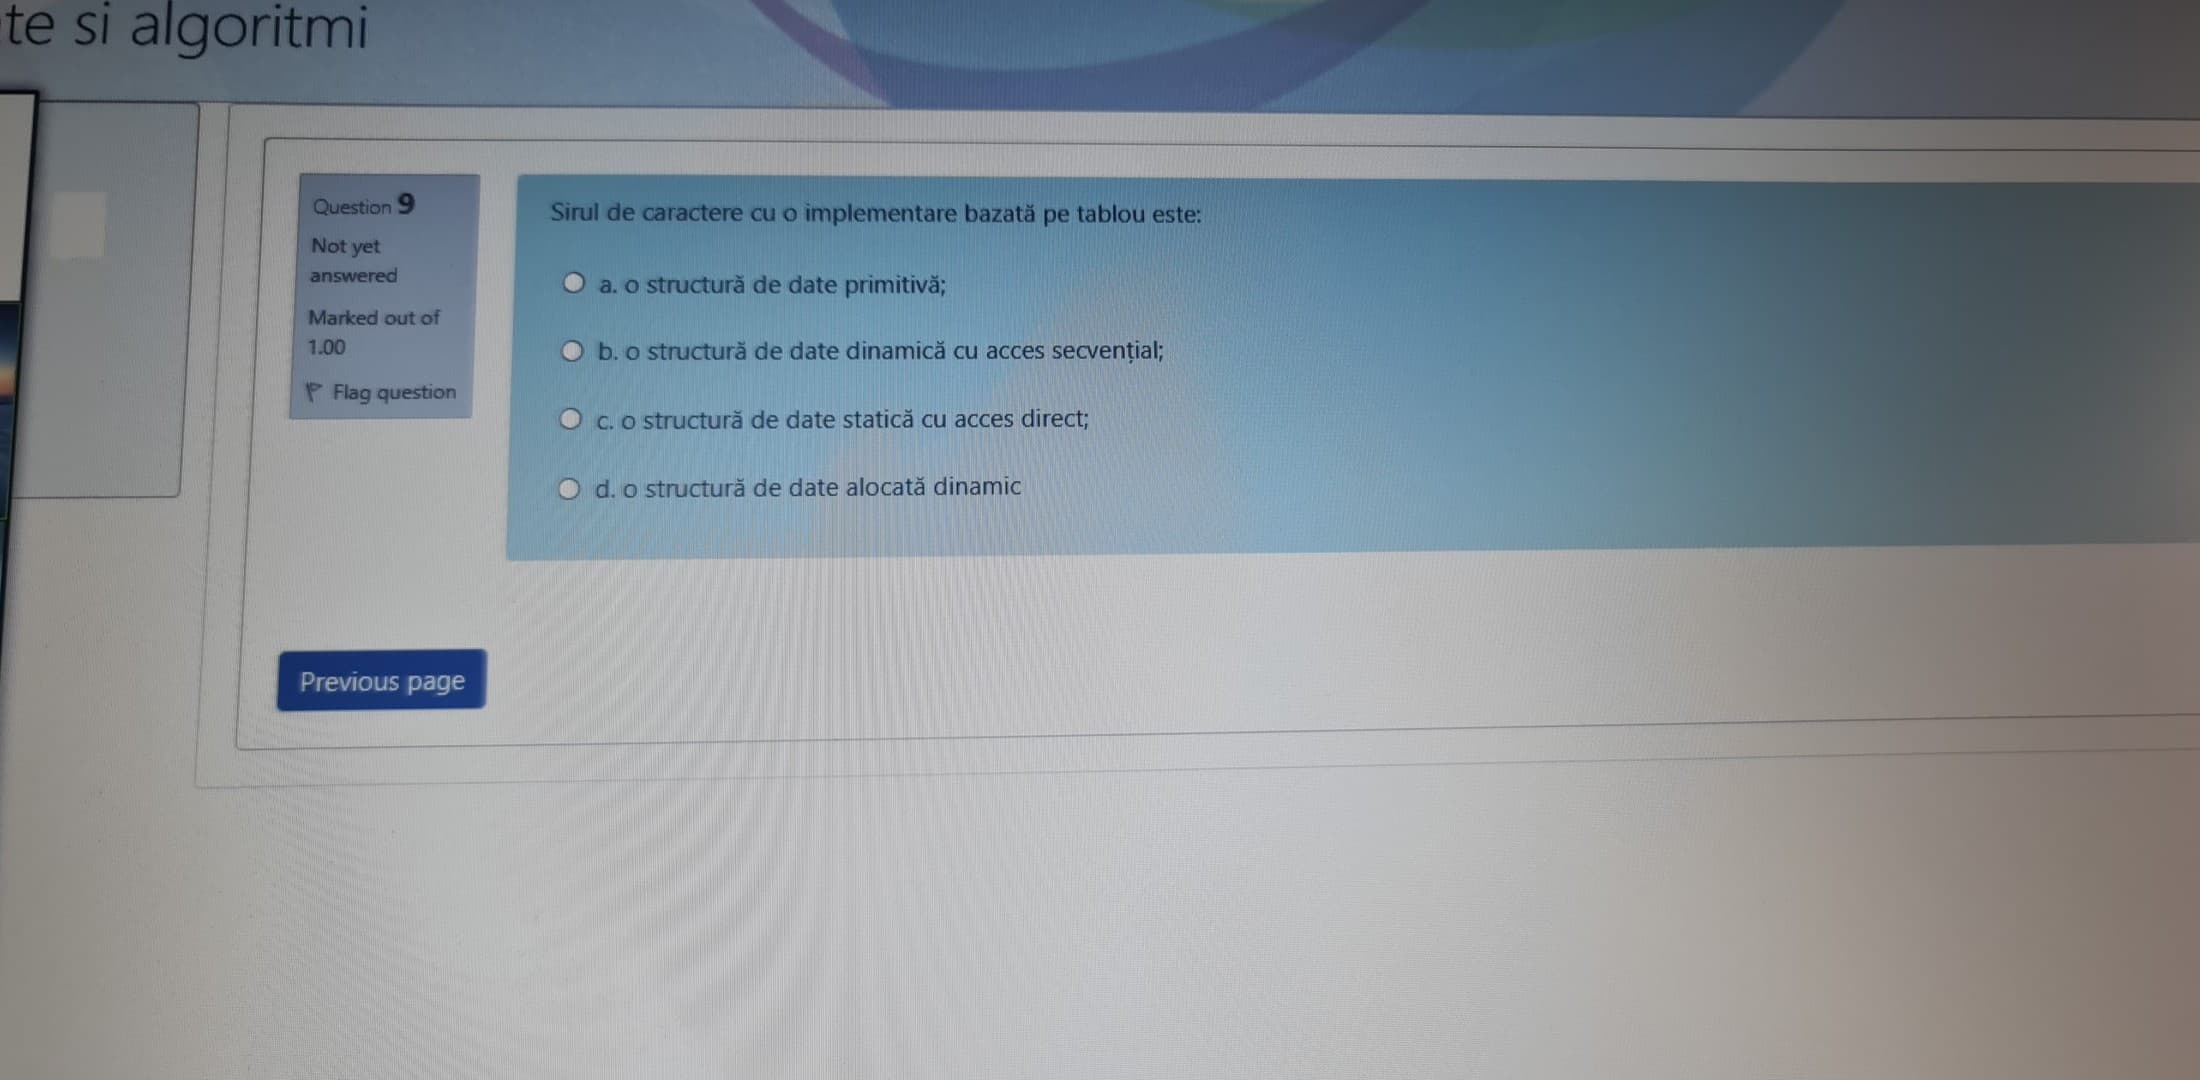 te si algoritmi
Question 9
Not yet
answered
Marked out of
1.00
Flag question
Sirul de caractere cu o implementare bazată pe tablou este:
a. o structură de date primitivă;
b. o structură de date dinamică cu acces secvențial;
c. o structură de date statică cu acces direct;
d. o structură de date alocată dinamic
Previous page